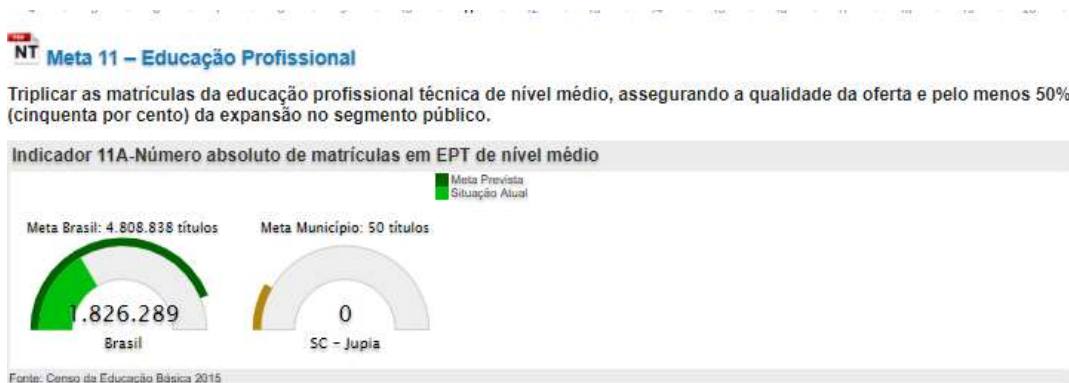 NT Meta 11 – Educação Profissional
Triplicar as matrículas da educação profissional técnica de nível médio, assegurando a qualidade da oferta e pelo menos 50%
(cinquenta por cento) da expansão no segmento público.
Indicador 11A-Número absoluto de matrículas em EPT de nível médio
Meta Prevista
Situação Atual
Meta Brasil: 4.808.838 títulos
Meta Município: 50 títulos
1.826.289
0
Brasil
SC - Jupia
Fonte: Censo da Educação Básica 2015